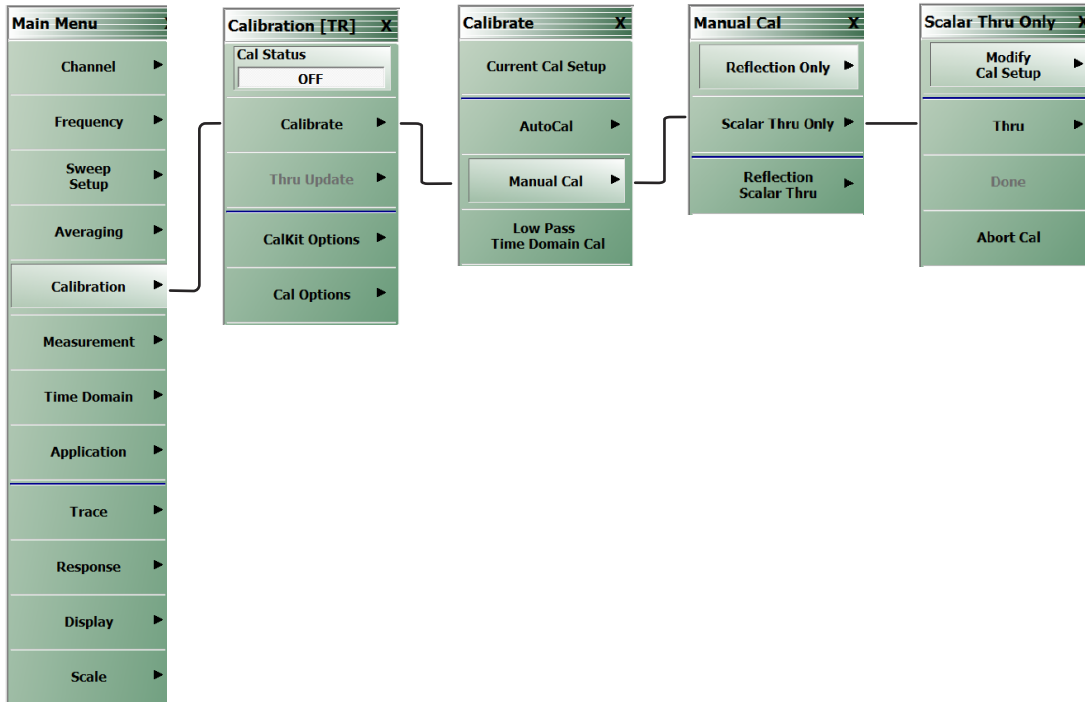 Main Menu X
Channel
Frequency
Sweep
Setup
Averaging
Calibration
Measurement
Time Domain
Application
Trace
Response
Display
Scale
Calibration [TR] X
Cal Status
OFF
Calibrate
Thru Update
CalKit Options
Cal Options
Calibrate X
Current Cal Setup
AutoCal
Manual Cal
Low Pass
Time Domain Cal
Manual Cal X
Reflection Only
Scalar Thru Only
Reflection
Scalar Thru
Scalar Thru Only X
Modify
Cal Setup
Thru
Done
Abort Cal